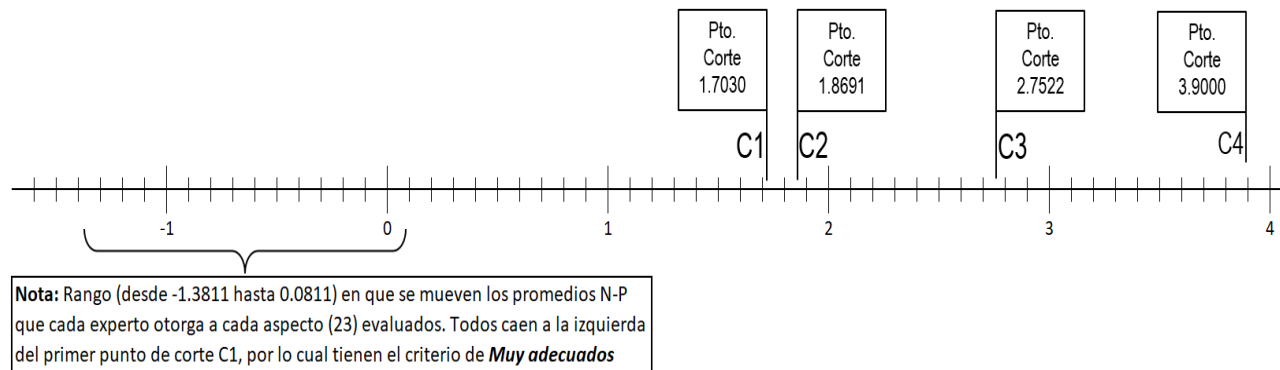 Pto.
Corte
1.7030
Pto.
Corte
1.8691
Pto.
Corte
2.7522
Pto.
Corte
3.9000
C1
C2
C3
C4
-1
0
1
2
3
4
Nota: Rango (desde -1.3811 hasta 0.0811) en que se mueven los promedios N-P
que cada experto otorga a cada aspecto (23) evaluados. Todos caen a la izquierda
del primer punto de corte C1, por lo cual tienen el criterio de Muy adecuados